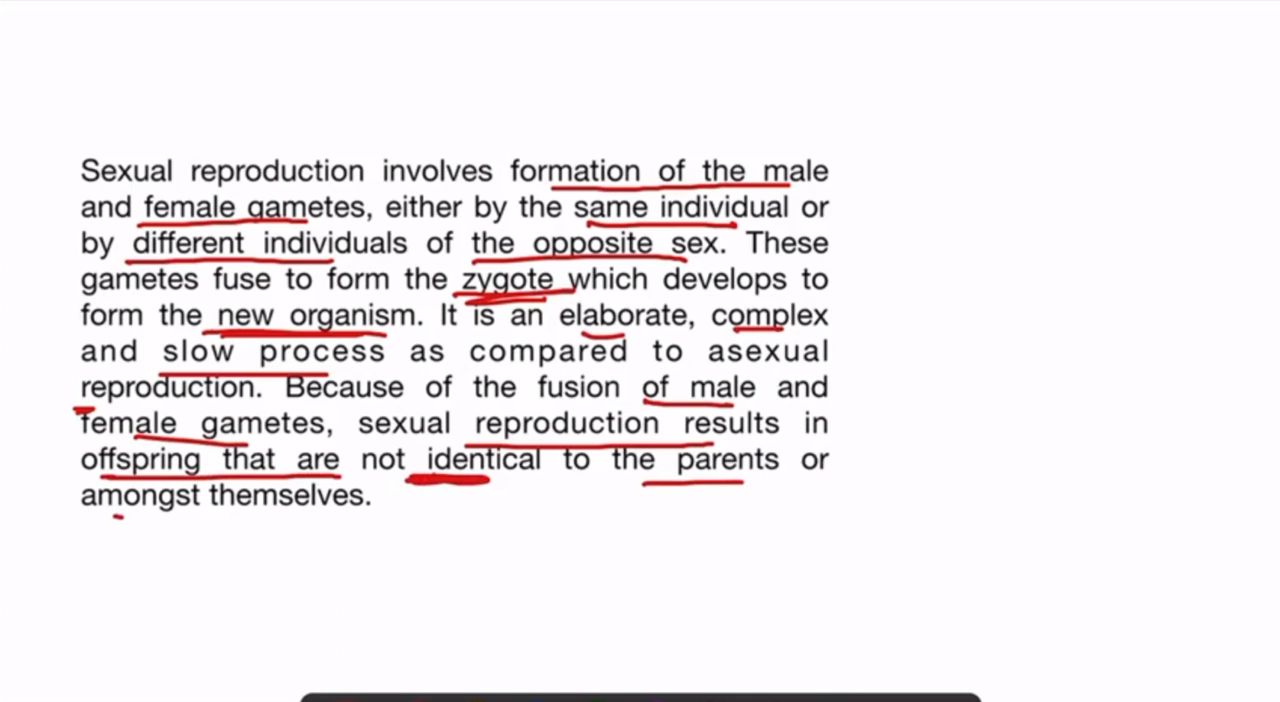 Sexual reproduction involves formation of the male
and female gametes, either by the same individual or
by different individuals of the opposite sex. These
gametes fuse to form the zygote which develops to
form the new organism. It is an elaborate, complex
and slow process as compared to asexual
reproduction. Because of the fusion of male and
female gametes, sexual reproduction results in
offspring that are not identical to the parents or
amongst themselves.